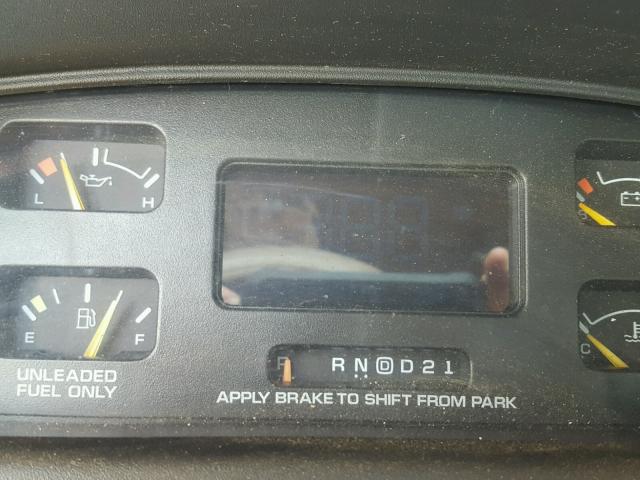 L H
E F
C
UNLEADED
FUEL ONLY
P R N D D 2 1
APPLY BRAKE TO SHIFT FROM PARK